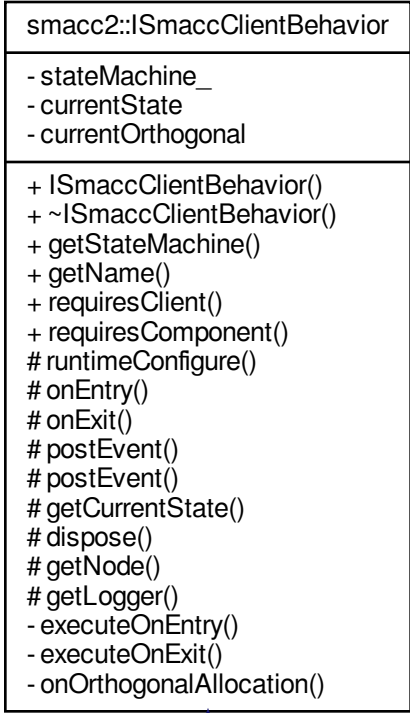 smacc2::ISmaccClientBehavior
- stateMachine_
- currentState
- currentOrthogonal
+ ISmaccClientBehavior()
+ ~ISmaccClientBehavior()
+ getStateMachine()
+ getName()
+ requiresClient()
+ requiresComponent()
# runtimeConfigure()
# onEntry()
# onExit()
# postEvent()
# postEvent()
# getCurrentState()
# dispose()
# getNode()
# getLogger()
- executeOnEntry()
- executeOnExit()
- onOrthogonalAllocation()